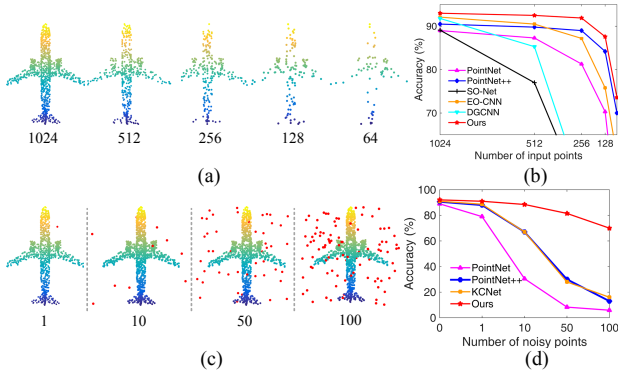 1024 512 256 128 64
(a)
90
80
70
Accuracy (%)
PointNet
PointNet++
SO-Net
EO-CNN
DGCNN
Ours
1024 512 256 128
Number of input points
(b)
1 10 50 100
(c)
100
80
60
40
20
0
Accuracy (%)
PointNet
PointNet++
KCNet
Ours
0 1 10 50 100
Number of noisy points
(d)